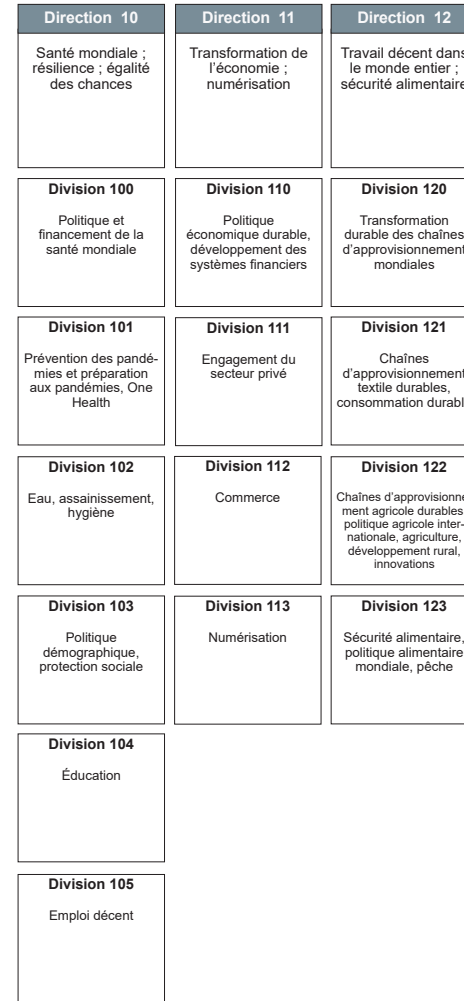 Direction 10
Santé mondiale ;
résilience ; égalité
des chances
Division 100
Politique et
financement de la
santé mondiale
Division 101
Prévention des pandé-
mies et préparation
aux pandémies, One
Health
Division 102
Eau, assainissement,
hygiène
Division 103
Politique
démographique,
protection sociale
Division 104
Éducation
Division 105
Emploi décent
Direction 11
Transformation de
l’économie ;
numérisation
Division 110
Politique
économique durable,
développement des
systèmes financiers
Division 111
Engagement du
secteur privé
Division 112
Commerce
Division 113
Numérisation
Direction 12
Travail décent dans
le monde entier ;
sécurité alimentaire
Division 120
Transformation
durable des chaînes
d’approvisionnement
mondiales
Division 121
Chaînes
d’approvisionnement
textile durables,
consommation durabl
Division 122
Chaînes d’approvisionne
ment agricole durables
politique agricole inter-
nationale, agriculture,
développement rural,
innovations
Division 123
Sécurité alimentaire,
politique alimentaire
mondiale, pêche